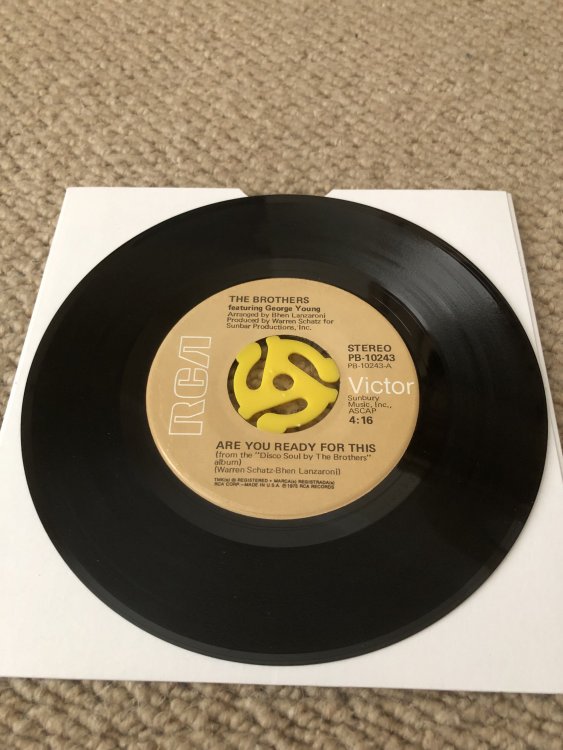 THE BROTHERS
featuring George Young
Arranged by Bhen Lanzaroni
Produced by Warren Schatz for
Sunbar Productions, Inc.
RCA
STEREO
PB-10243
PB-10243-A
Victor
Sunbury
Music, Inc.,
ASCAP
4:16
ARE YOU READY FOR THIS
(from the "Disco Soul by The Brothers"
album)
(Warren Schatz-Bhen Lanzaroni)
TMK(s) ® REGISTERED • MARCA(s) REGISTRADA(s)
RCA CORP.-MADE IN U.S.A. ℗ 1975 RCA RECORDS